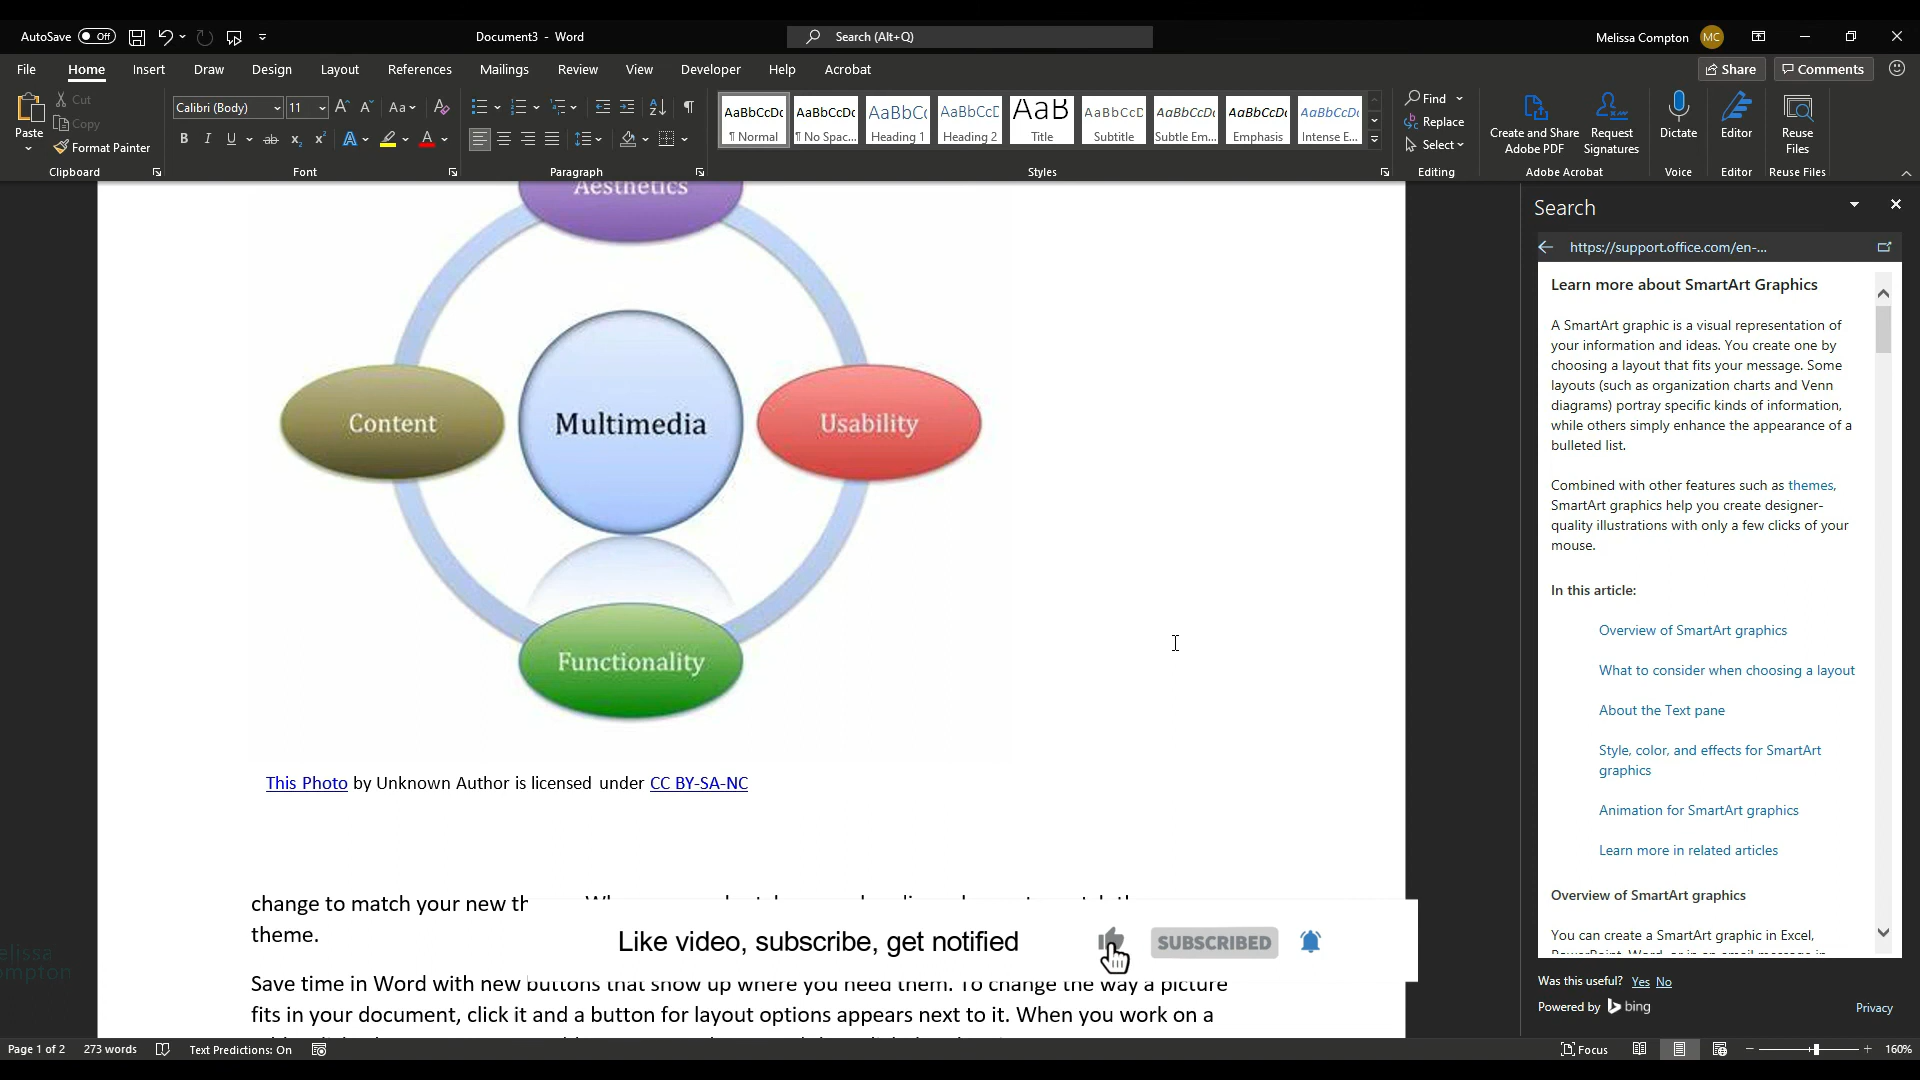 AutoSave Off
Document3 - Word
Search (Alt+Q)
Melissa Compton MC
File Home Insert Draw Design Layout References Mailings Review View Developer Help Acrobat
Share Comments
Paste
Cut
Copy
Format Painter
Clipboard
Calibri (Body) 11
Font
Paragraph
AaBbCcDc AaBbCcDc AaBbC( AaBbCcE AaB AaBbCcD AaBbCcDc AaBbCcDc AaBbCcDc
¶ Normal ¶ No Spac... Heading 1 Heading 2 Title Subtitle Subtle Em... Emphasis Intense E...
Styles
Find
Replace
Select
Editing
Create and Share
Adobe PDF
Request
Signatures
Adobe Acrobat
Dictate
Voice
Editor
Editor
Reuse
Files
Reuse Files
Aesthetics
Content
Multimedia
Usability
Functionality
This Photo by Unknown Author is licensed under CC BY-SA-NC
change to match your new
theme.
Save time in Word with new buttons that show up where you need them. To change the way a picture
fits in your document, click it and a button for layout options appears next to it. When you work on a
Like video, subscribe, get notified
SUBSCRIBED
Search
https://support.office.com/en-...
Learn more about SmartArt Graphics
A SmartArt graphic is a visual representation of
your information and ideas. You create one by
choosing a layout that fits your message. Some
layouts (such as organization charts and Venn
diagrams) portray specific kinds of information,
while others simply enhance the appearance of a
bulleted list.
Combined with other features such as themes,
SmartArt graphics help you create designer-
quality illustrations with only a few clicks of your
mouse.
In this article:
Overview of SmartArt graphics
What to consider when choosing a layout
About the Text pane
Style, color, and effects for SmartArt
graphics
Animation for SmartArt graphics
Learn more in related articles
Overview of SmartArt graphics
You can create a SmartArt graphic in Excel,
Was this useful? Yes No
Powered by bing
Privacy
Page 1 of 2 273 words Text Predictions: On
Focus
160%